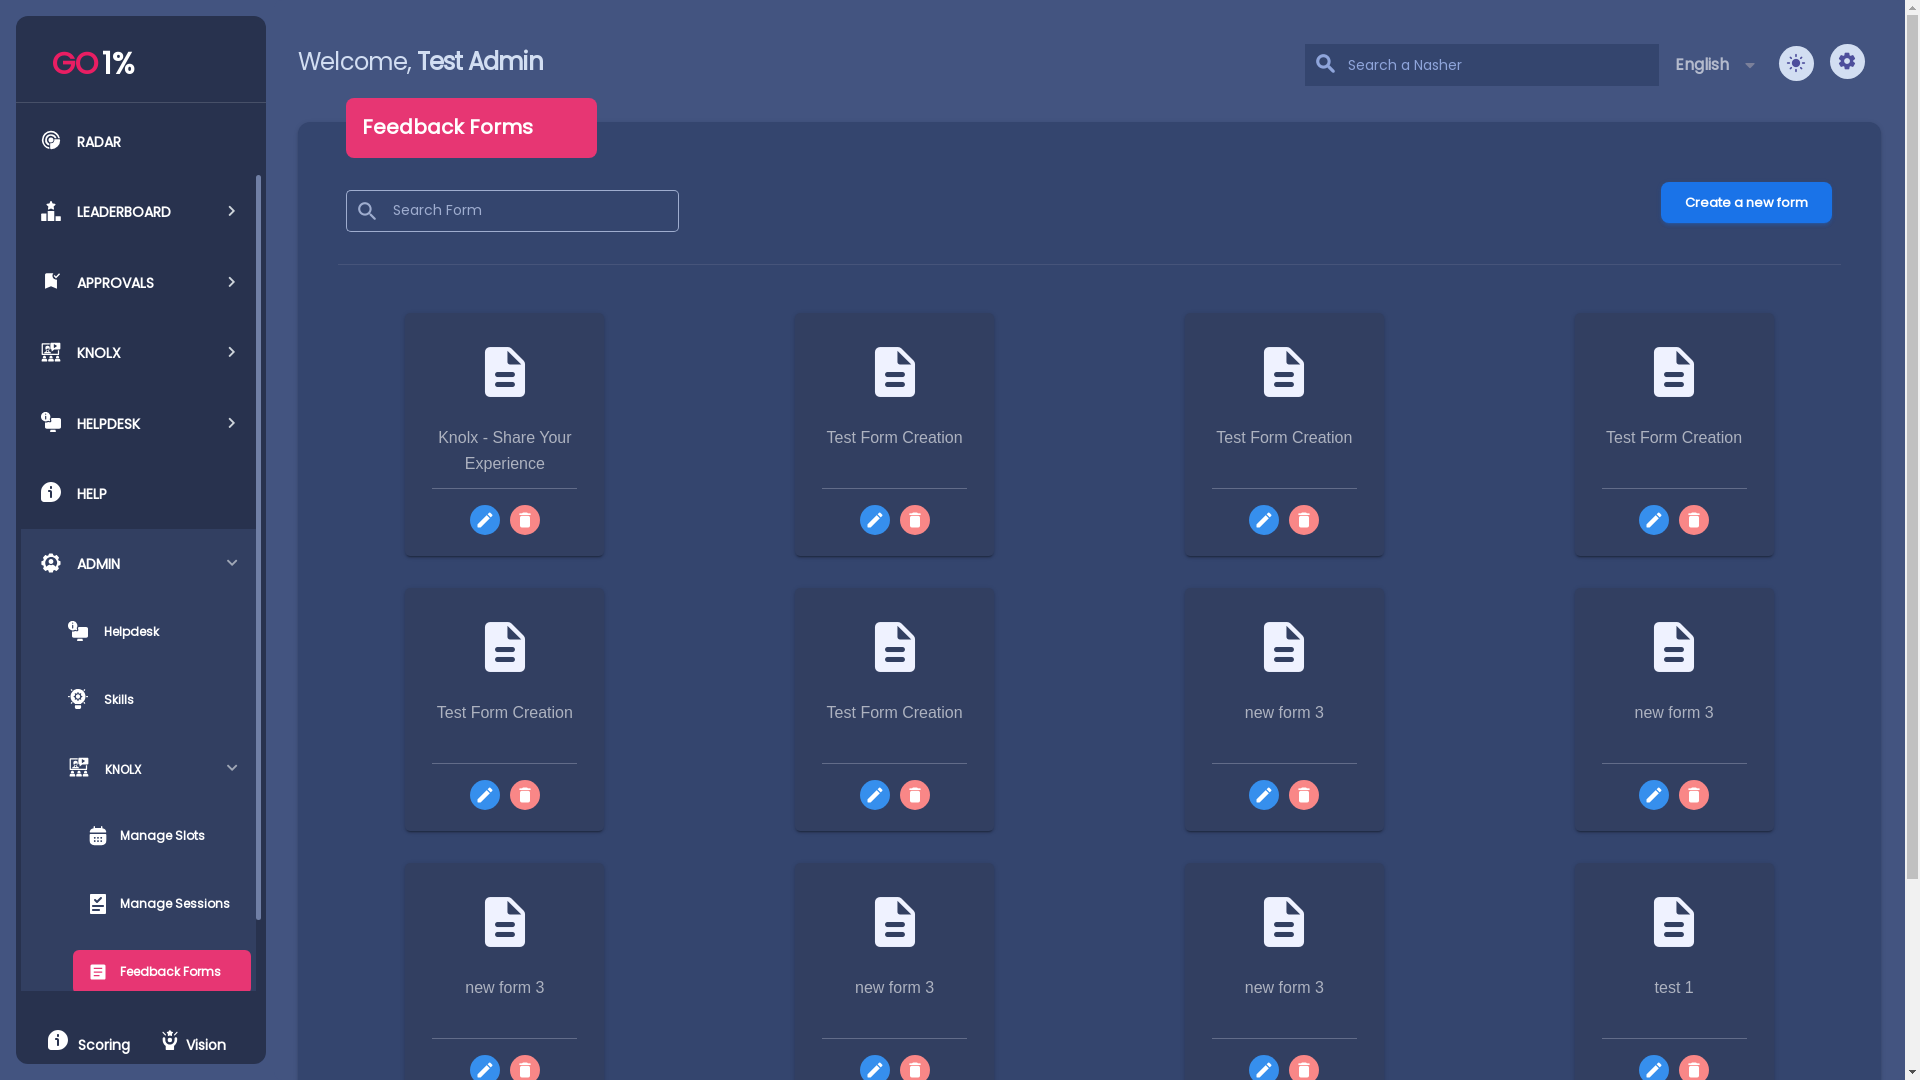 GO 1%
RADAR
LEADERBOARD
APPROVALS
KNOLX
HELPDESK
HELP
ADMIN
Helpdesk
Skills
KNOLX
Manage Slots
Manage Sessions
Feedback Forms
Scoring
Vision
Welcome, Test Admin
Search a Nasher
English
Feedback Forms
Search Form
Create a new form
Knolx - Share Your
Experience
Test Form Creation
Test Form Creation
Test Form Creation
Test Form Creation
Test Form Creation
new form 3
new form 3
new form 3
new form 3
new form 3
test 1